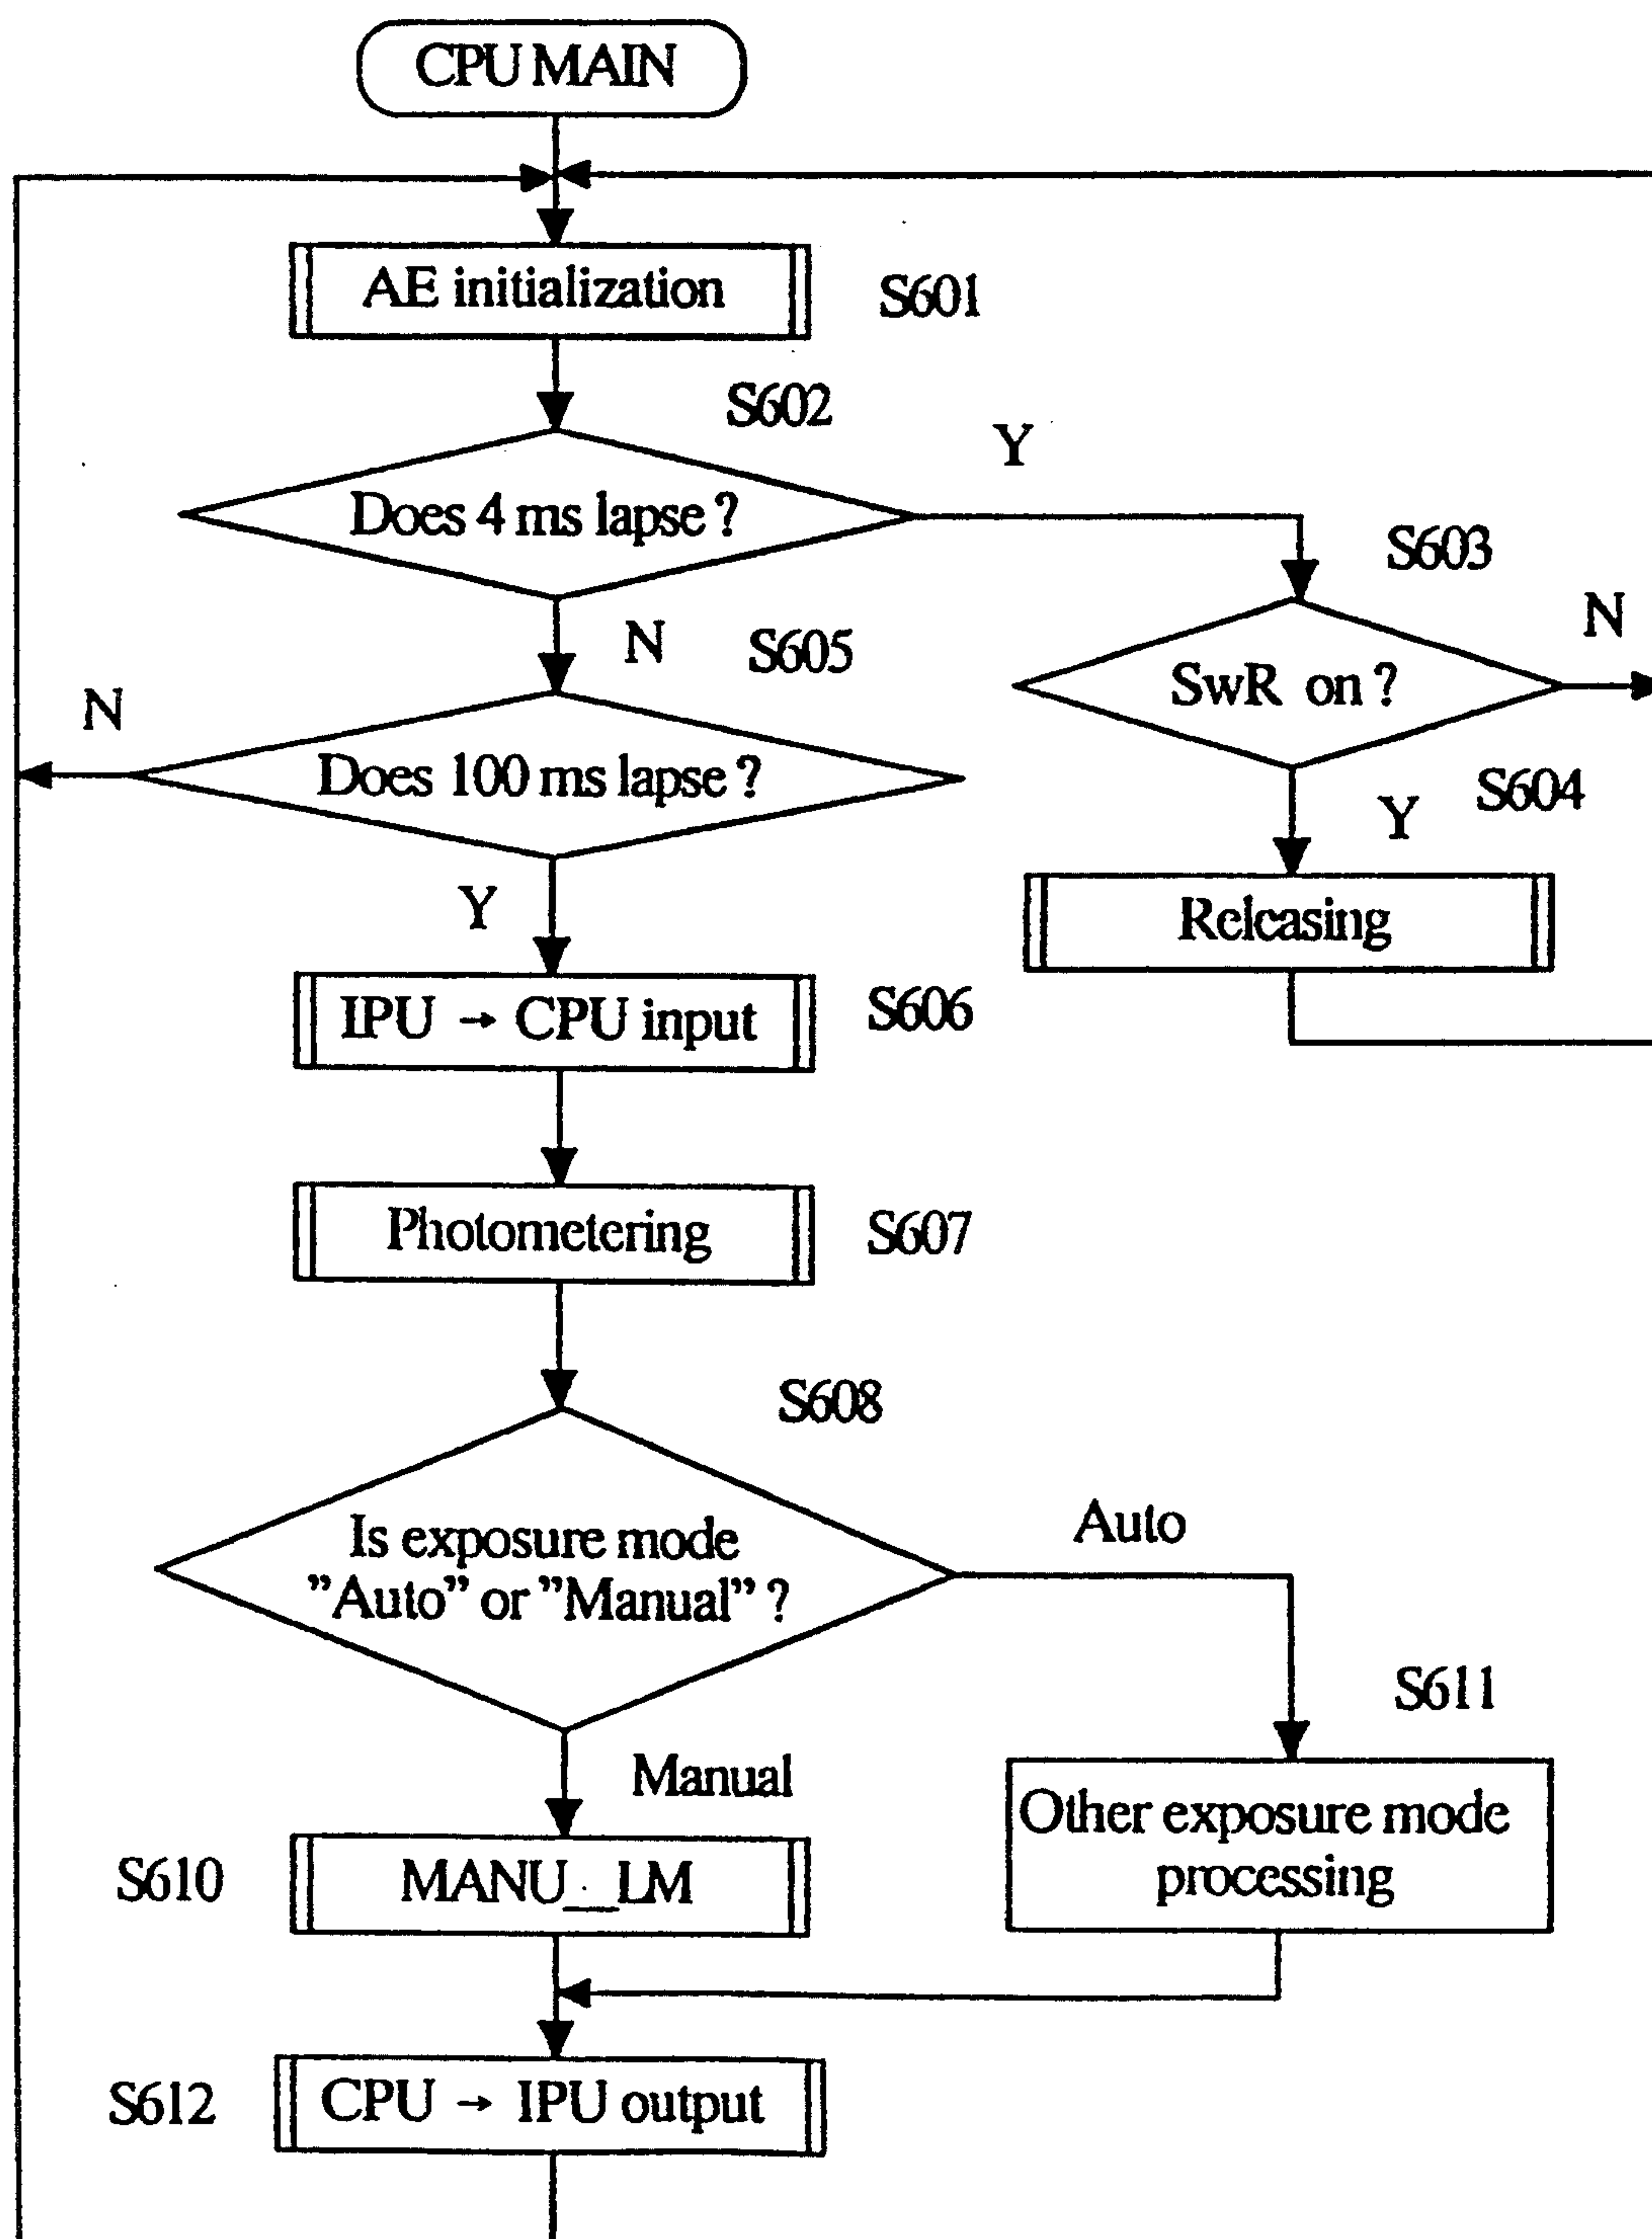 CPU MAIN
AE initialization
S601
S602
Does 4 ms lapse ?
Y
S603
N
S605
SwR on ?
N
N
Does 100 ms lapse ?
Y
S604
Y
Releasing
IPU → CPU input
S606
Photometering
S607
S608
Is exposure mode
”Auto” or ”Manual” ?
Auto
S611
Manual
Other exposure mode
processing
S610
MANU__LM
S612
CPU → IPU output